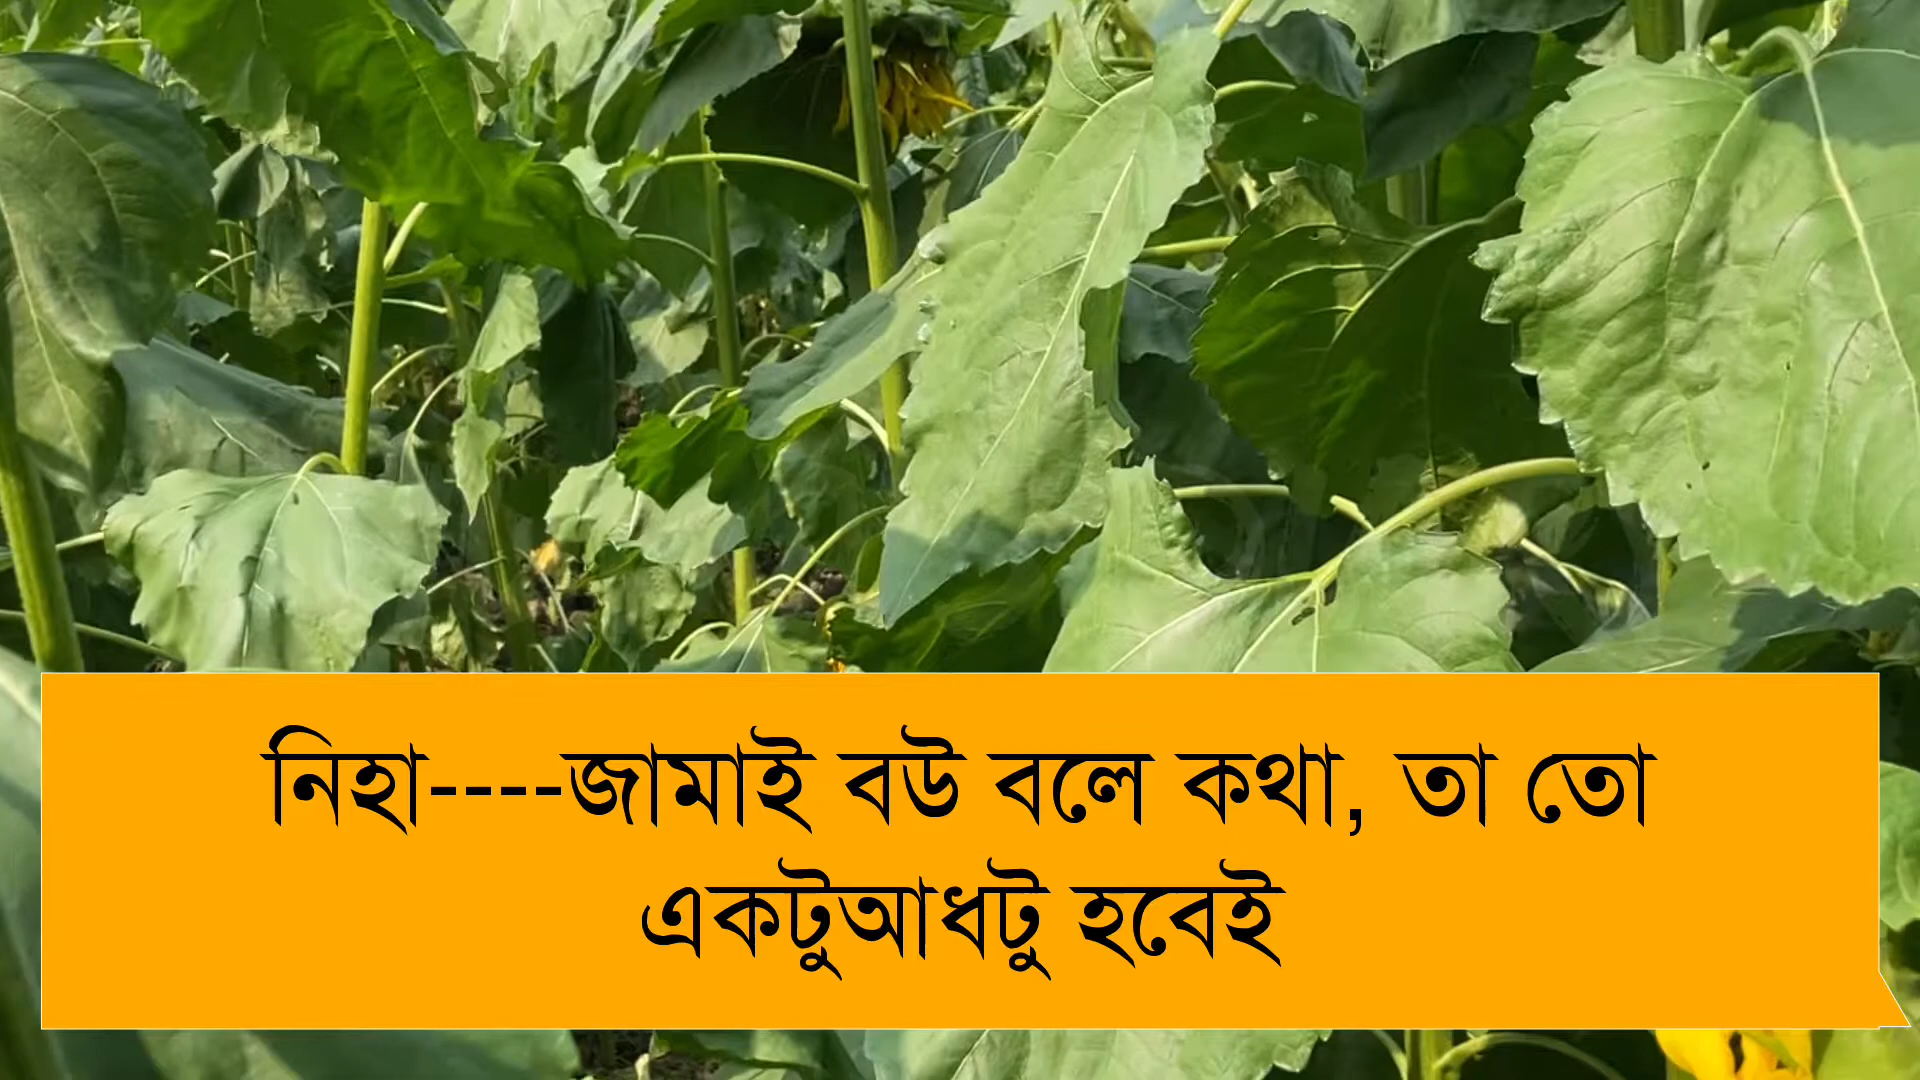 নিহা----জামাই বউ বলে কথা, তা তো
একটুআধটু হবেই